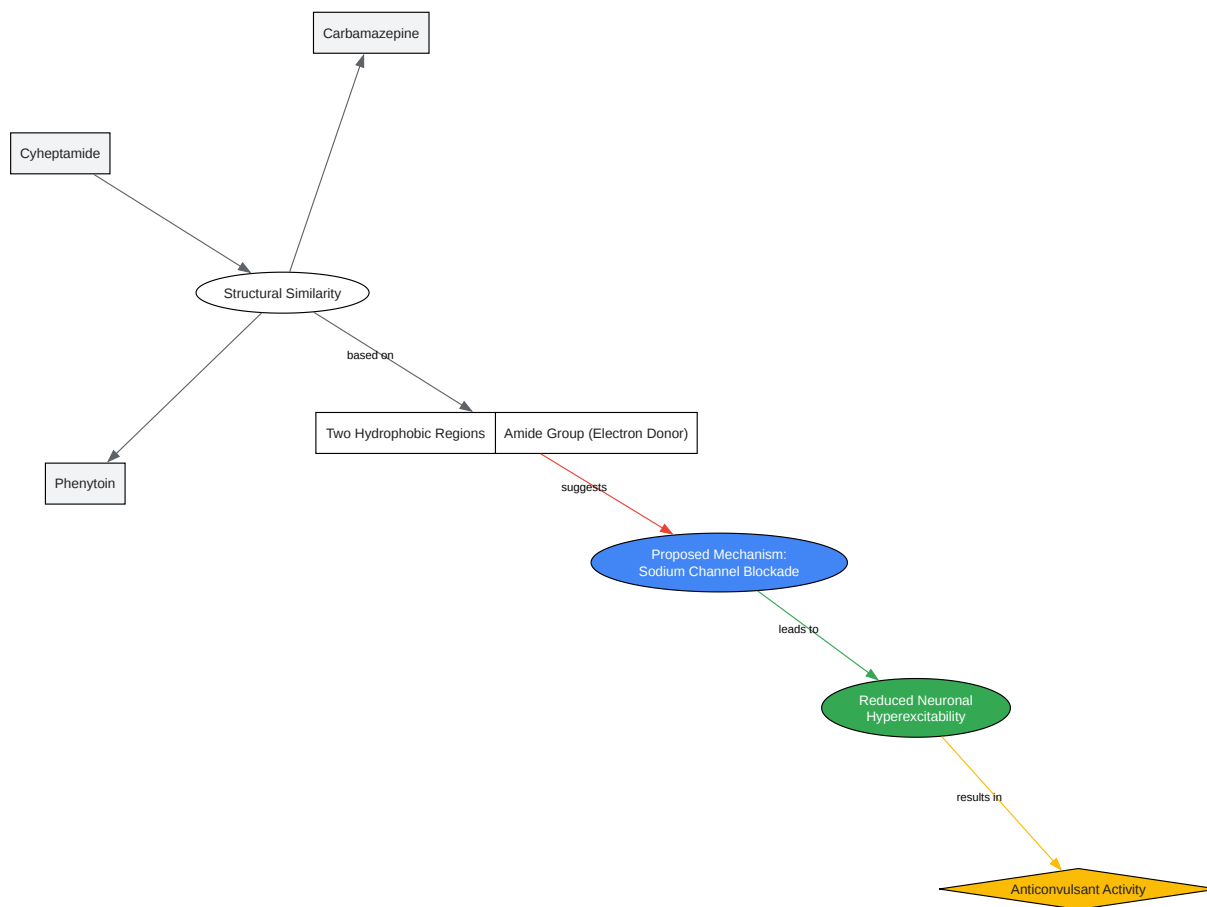 Carbamazepine
Cyheptamide
Structural Similarity
based on
Two Hydrophobic Regions
Amide Group (Electron Donor)
Phenytoin
suggests
Proposed Mechanism:
Sodium Channel Blockade
leads to
Reduced Neuronal
Hyperexcitability
results in
Anticonvulsant Activity